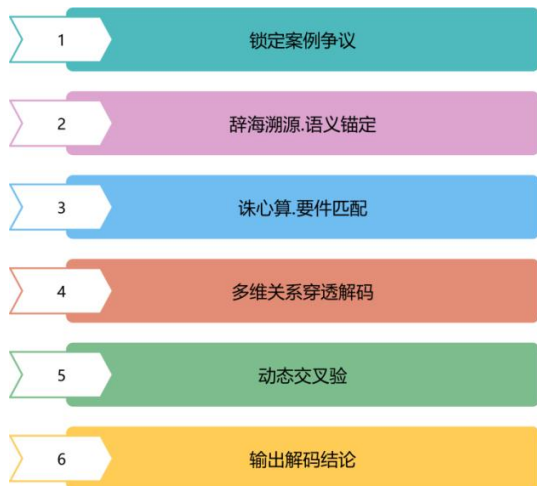 1 锁定案例争议
2 辞海溯源.语义锚定
3 诛心算.要件匹配
4 多维关系穿透解码
5 动态交叉验
6 输出解码结论